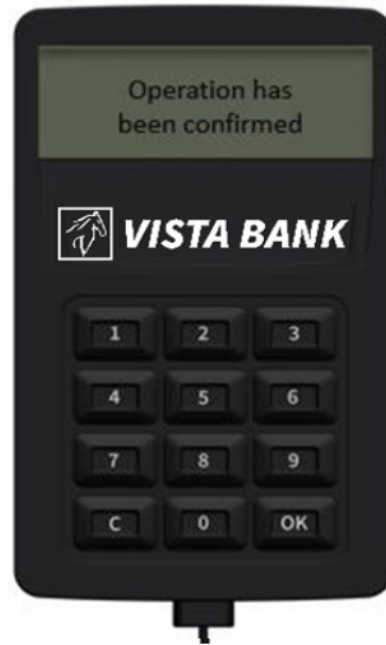 Operation has
been confirmed
VISTA BANK
1 2 3
4 5 6
7 8 9
C 0 OK